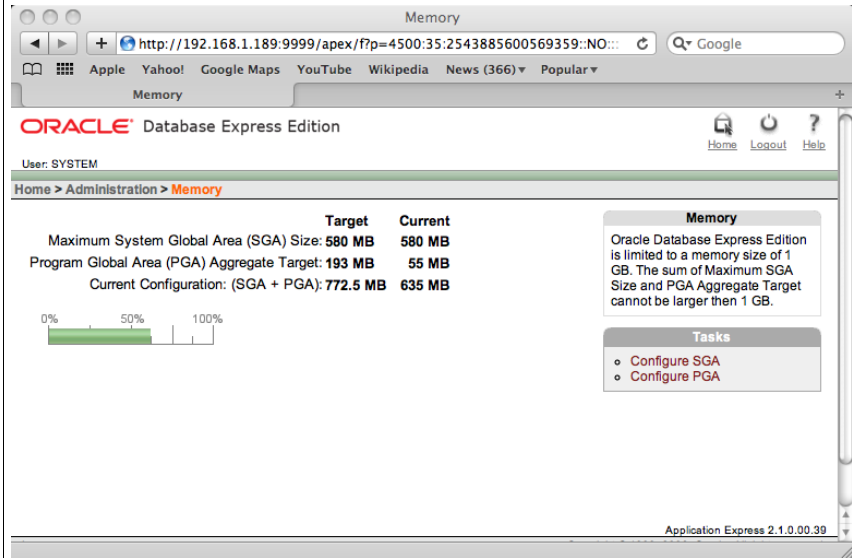 Memory
http://192.168.1.189:9999/apex/f?p=4500:35:2543885600569359::NO:::
Google
Apple Yahoo! Google Maps YouTube Wikipedia News (366) Popular
Memory
ORACLE Database Express Edition
Home Logout Help
User: SYSTEM
Home > Administration > Memory
Target Current
Maximum System Global Area (SGA) Size: 580 MB 580 MB
Program Global Area (PGA) Aggregate Target: 193 MB 55 MB
Current Configuration: (SGA + PGA): 772.5 MB 635 MB
0% 50% 100%
Memory
Oracle Database Express Edition
is limited to a memory size of 1
GB. The sum of Maximum SGA
Size and PGA Aggregate Target
cannot be larger then 1 GB.
Tasks
Configure SGA
Configure PGA
Application Express 2.1.0.00.39